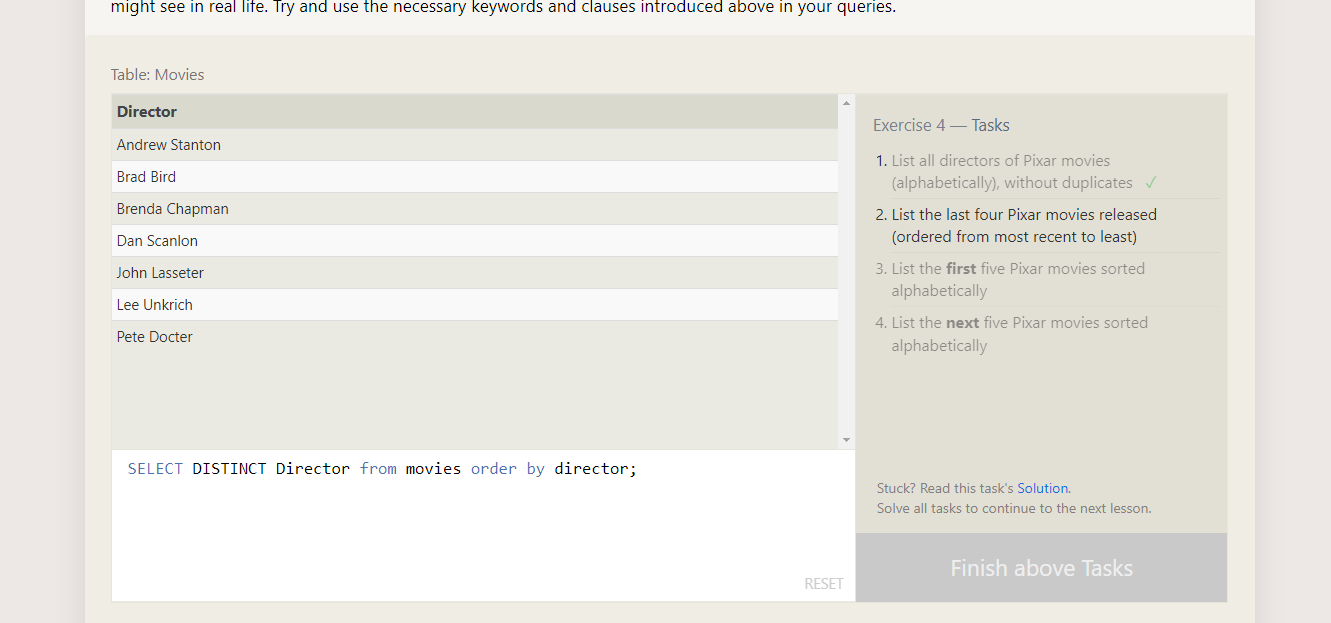 might see in real life. Try and use the necessary keywords and clauses introduced above in your queries.
Table: Movies
Director
Andrew Stanton
Brad Bird
Brenda Chapman
Dan Scanlon
John Lasseter
Lee Unkrich
Pete Docter
SELECT DISTINCT Director from movies order by director;
RESET
Exercise 4 — Tasks
1. List all directors of Pixar movies
(alphabetically), without duplicates ✓
2. List the last four Pixar movies released
(ordered from most recent to least)
3. List the first five Pixar movies sorted
alphabetically
4. List the next five Pixar movies sorted
alphabetically
Stuck? Read this task's Solution.
Solve all tasks to continue to the next lesson.
Finish above Tasks